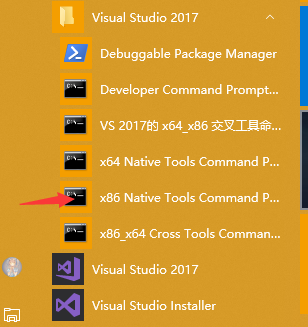 Visual Studio 2017
Debuggable Package Manager
Developer Command Prompt...
VS 2017的 x64_x86 交叉工具命...
x64 Native Tools Command P...
x86 Native Tools Command P...
x86_x64 Cross Tools Comman...
Visual Studio 2017
Visual Studio Installer